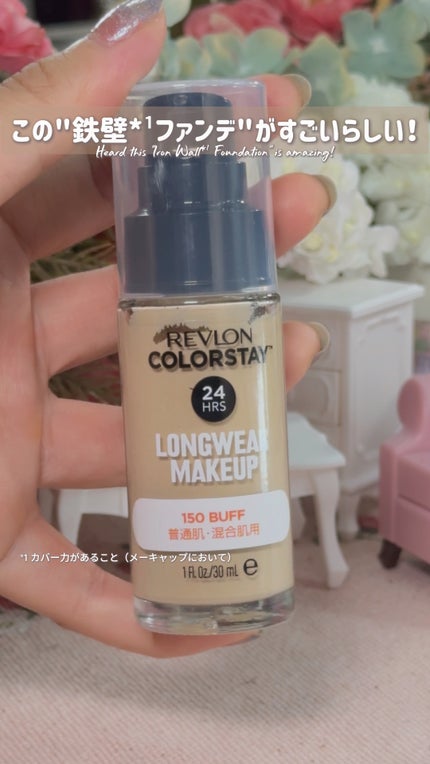 この"鉄壁*¹ファンデ"がすごいらしい!
Heard this "Iron Wall*¹ Foundation" is amazing!
REVLON
COLORSTAY™
24
HRS
LONGWEAR
MAKEUP
150 BUFF
普通肌・混合肌用
*1 カバー力があること（メーキャップにおいて）
1 FL.Oz./30 mL e